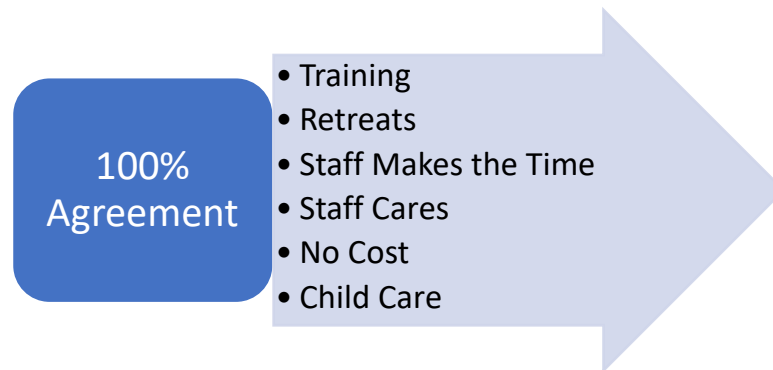 100%
Agreement
• Training
• Retreats
• Staff Makes the Time
• Staff Cares
• No Cost
• Child Care